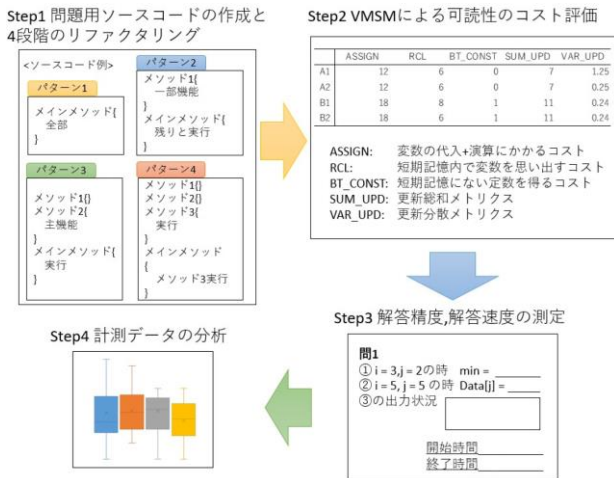 Step1 問題用ソースコードの作成と
4段階のリファクタリング
<ソースコード例>
パターン1
メインメソッド{
全部
}
パターン2
メソッド1{
一部機能
}
メインメソッド{
残りと実行
}
パターン3
メソッド1{}
メソッド2{
主機能
}
メインメソッド{
実行
}
パターン4
メソッド1{}
メソッド2{}
メソッド3{
実行
}
メインメソッド
{
メソッド3実行
}
Step2 VMSMによる可読性のコスト評価
ASSIGN RCL BT_CONST SUM_UPD VAR_UPD
A1 12 6 0 7 1.25
A2 12 6 0 7 0.25
B1 18 8 1 11 0.24
B2 18 6 1 11 0.24
ASSIGN: 変数の代入+演算にかかるコスト
RCL: 短期記憶内で変数を思い出すコスト
BT_CONST: 短期記憶にない定数を得るコスト
SUM_UPD: 更新総和メトリクス
VAR_UPD: 更新分散メトリクス
Step3 解答精度,解答速度の測定
問1
① i = 3,j = 2の時 min =
② i = 5, j = 5 の時 Data[j] =
③の出力状況
開始時間
終了時間
Step4 計測データの分析